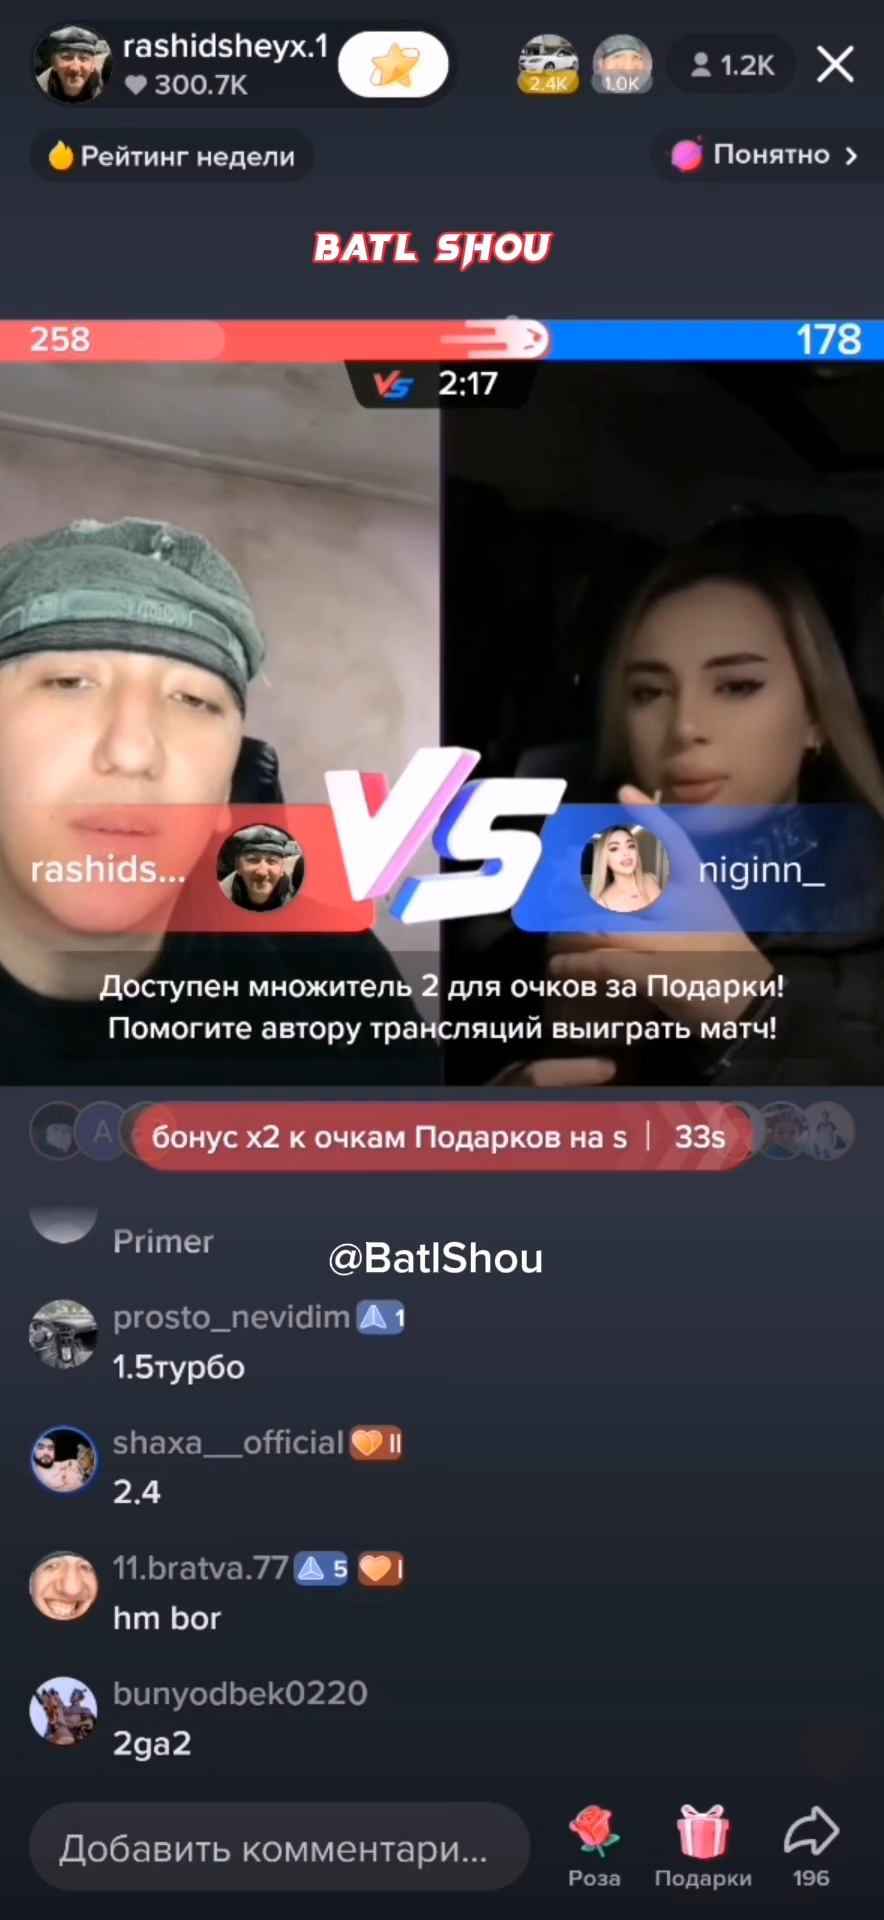 rashidsheyx.1
300.7K
2.4K
1.0K
1.2K
Рейтинг недели
Понятно
BATL SHOU
258
178
VS 2:17
VS
rashids...
niginn_
Доступен множитель 2 для очков за Подарки!
Помогите автору трансляций выиграть матч!
A
бонус x2 к очкам Подарков на s | 33s
Primer
@BatlShou
prosto_nevidim 1
1.5турбо
shaxa__official II
2.4
11.bratva.77 5 I
hm bor
bunyodbek0220
2ga2
Добавить комментари...
Роза
Подарки
196